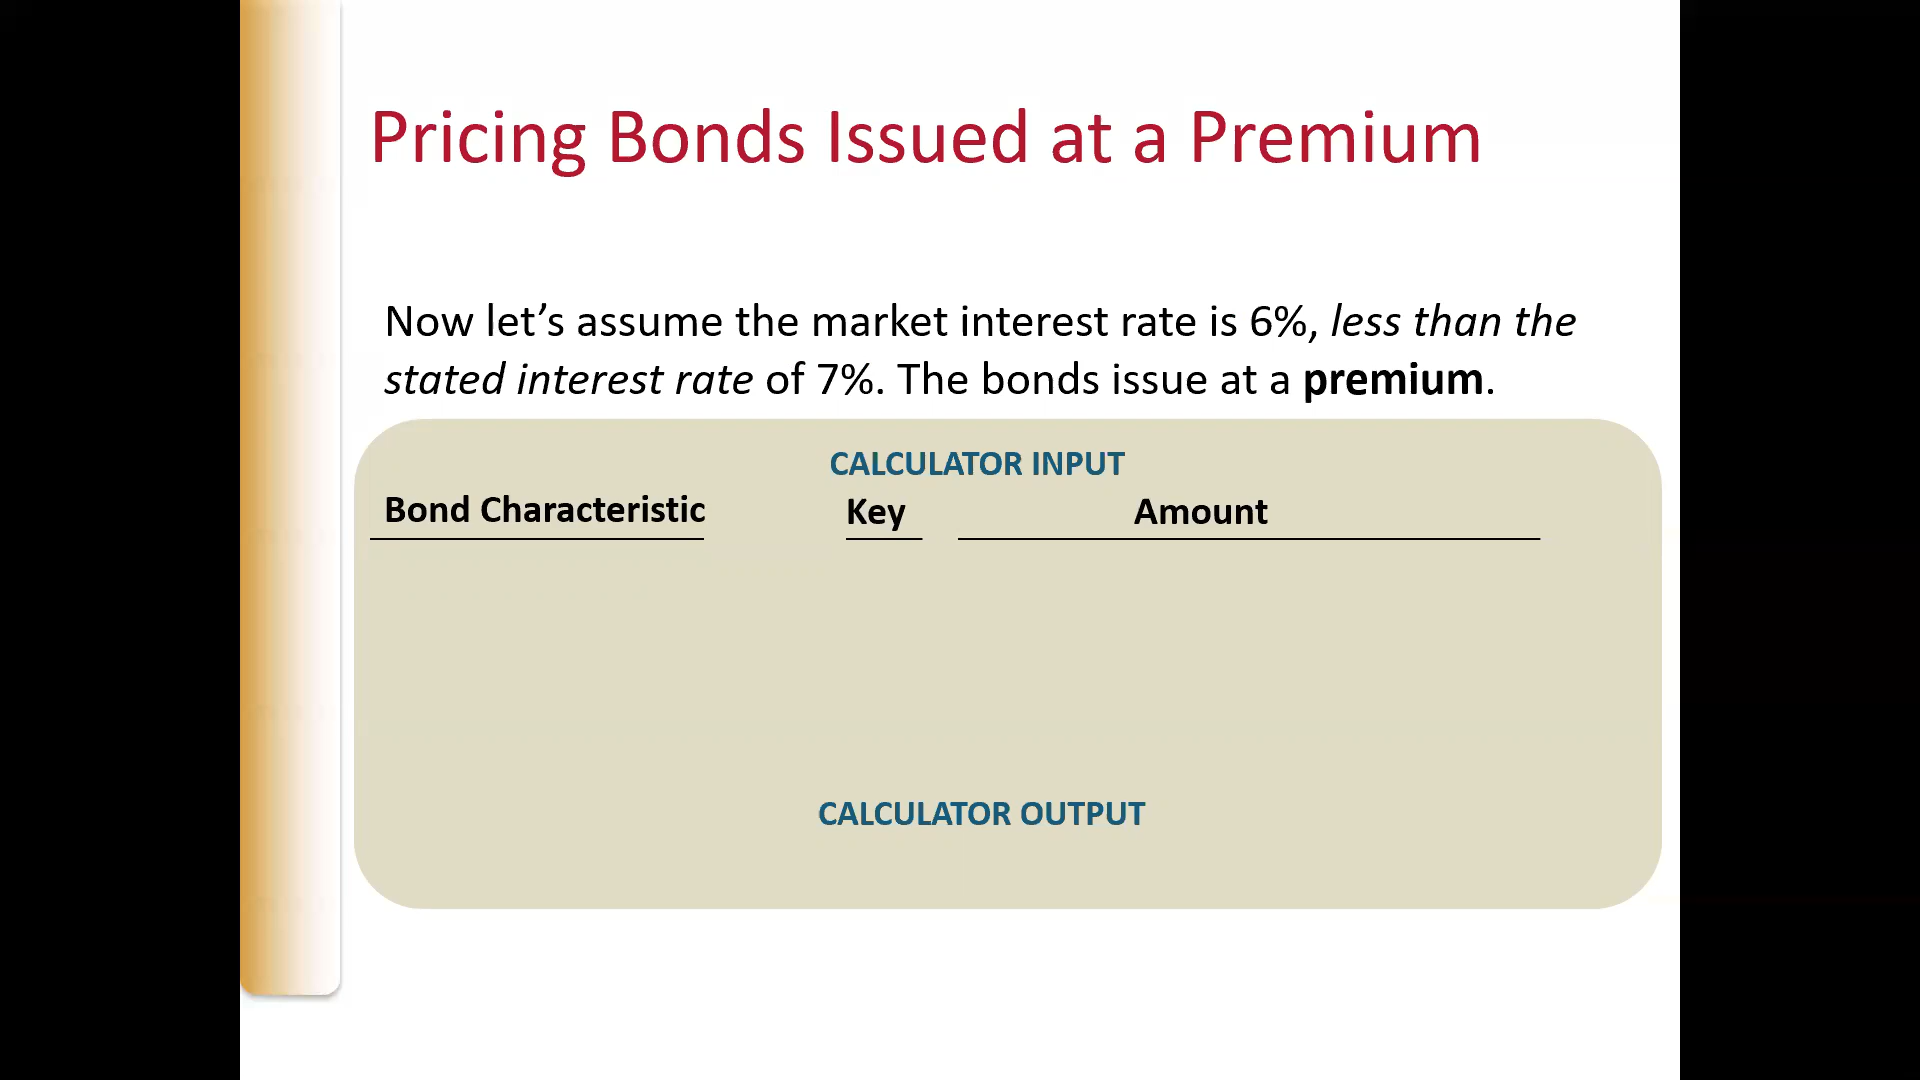 Pricing Bonds Issued at a Premium
Now let’s assume the market interest rate is 6%, less than the
stated interest rate of 7%. The bonds issue at a premium.
CALCULATOR INPUT
Bond Characteristic Key Amount
CALCULATOR OUTPUT